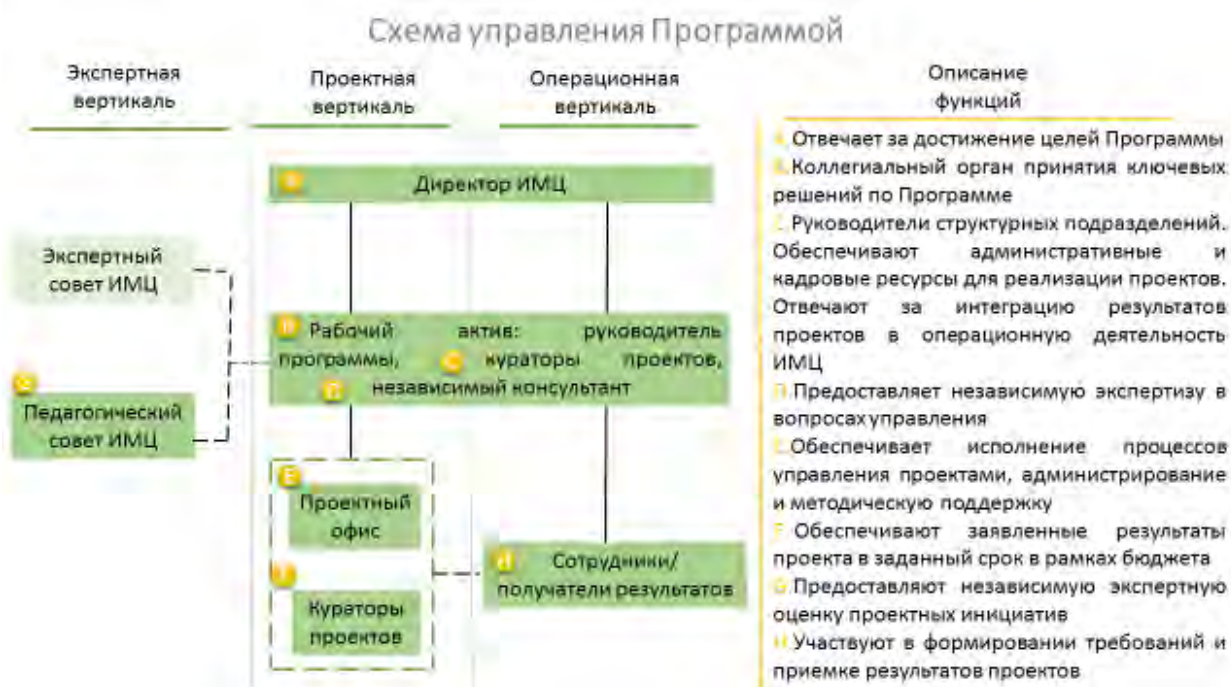 Схема управления Программой
Экспертная
вертикаль
Проектная
вертикаль
Операционная
вертикаль
Описание
функций
Директор ИМЦ
Экспертный
совет ИМЦ
B Рабочий актив: руководитель
программы, C кураторы проектов,
D независимый консультант
G
Педагогический
совет ИМЦ
E
Проектный
офис
F
Кураторы
проектов
Сотрудники/
получатели результатов
Отвечает за достижение целей Программы
Коллегиальный орган принятия ключевых
решений по Программе
Руководители структурных подразделений.
Обеспечивают административные и
кадровые ресурсы для реализации проектов.
Отвечают за интеграцию результатов
проектов в операционную деятельность
ИМЦ
D Предоставляет независимую экспертизу в
вопросах управления
Обеспечивает исполнение процессов
управления проектами, администрирование
и методическую поддержку
F Обеспечивают заявленные результаты
проекта в заданный срок в рамках бюджета
G Предоставляют независимую экспертную
оценку проектных инициатив
H Участвуют в формировании требований и
приемке результатов проектов